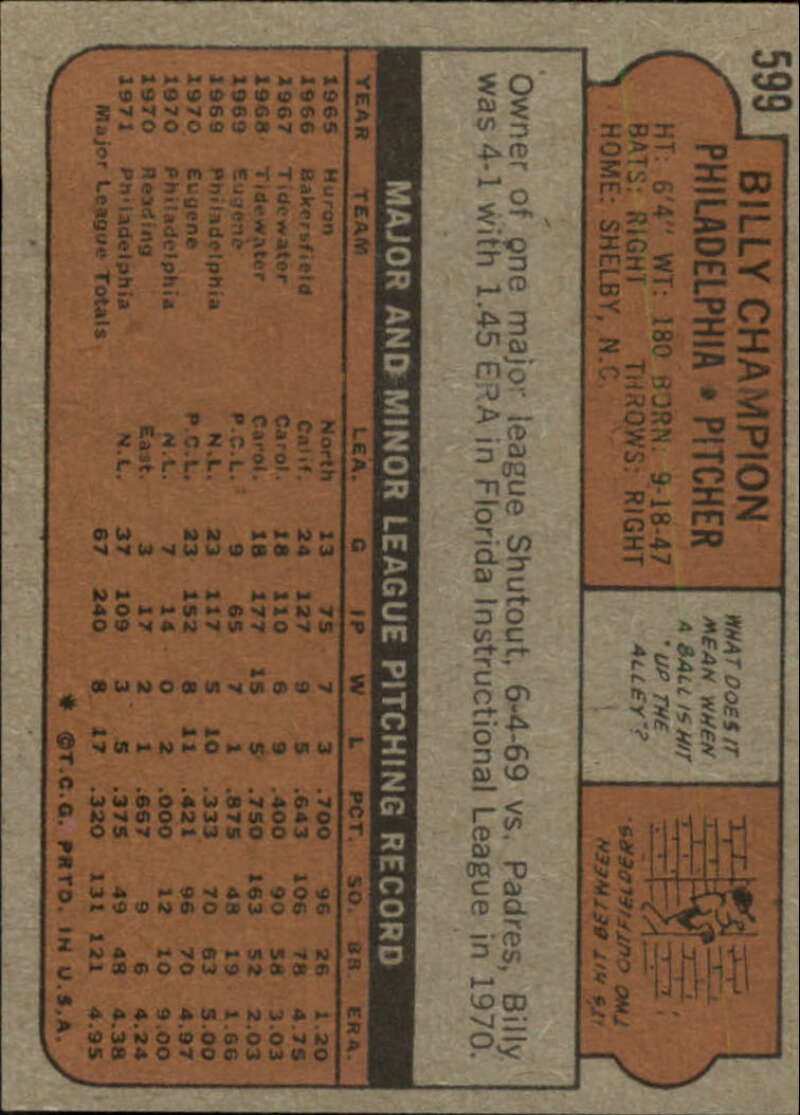 599
BILLY CHAMPION
PHILADELPHIA • PITCHER
HT: 6'4" WT: 180 BORN: 9-18-47
BATS: RIGHT THROWS: RIGHT
HOME: SHELBY, N.C.
WHAT DOES IT
MEAN WHEN
A BALL IS HIT
"UP THE
ALLEY"?
IT'S HIT BETWEEN
TWO OUTFIELDERS.
Owner of one major league Shutout, 6-4-69 vs. Padres, Billy
was 4-1 with 1.45 ERA in Florida Instructional League in 1970.
MAJOR AND MINOR LEAGUE PITCHING RECORD
YEAR TEAM LEA. G IP W L PCT. SO. BB. ERA.
1965 Huron North 13 75 7 3 .700 96 26 1.20
1966 Bakersfield Calif. 24 127 9 5 .643 106 78 4.75
1967 Tidewater Carol. 18 110 6 9 .400 90 58 3.03
1968 Tidewater Carol. 18 177 15 5 .750 163 52 2.03
1969 Eugene P.C.L. 9 65 7 1 .875 48 19 1.66
1969 Philadelphia N.L. 23 117 5 10 .333 70 63 5.00
1970 Eugene P.C.L. 23 152 8 11 .421 96 70 4.97
1970 Philadelphia N.L. 7 14 0 2 .000 12 10 9.00
1970 Reading East. 3 17 2 1 .667 9 6 4.24
1971 Philadelphia N.L. 37 109 3 5 .375 49 48 4.38
Major League Totals 67 240 8 17 .320 131 121 4.95
* ©T.C.G. PRTD. IN U.S.A.